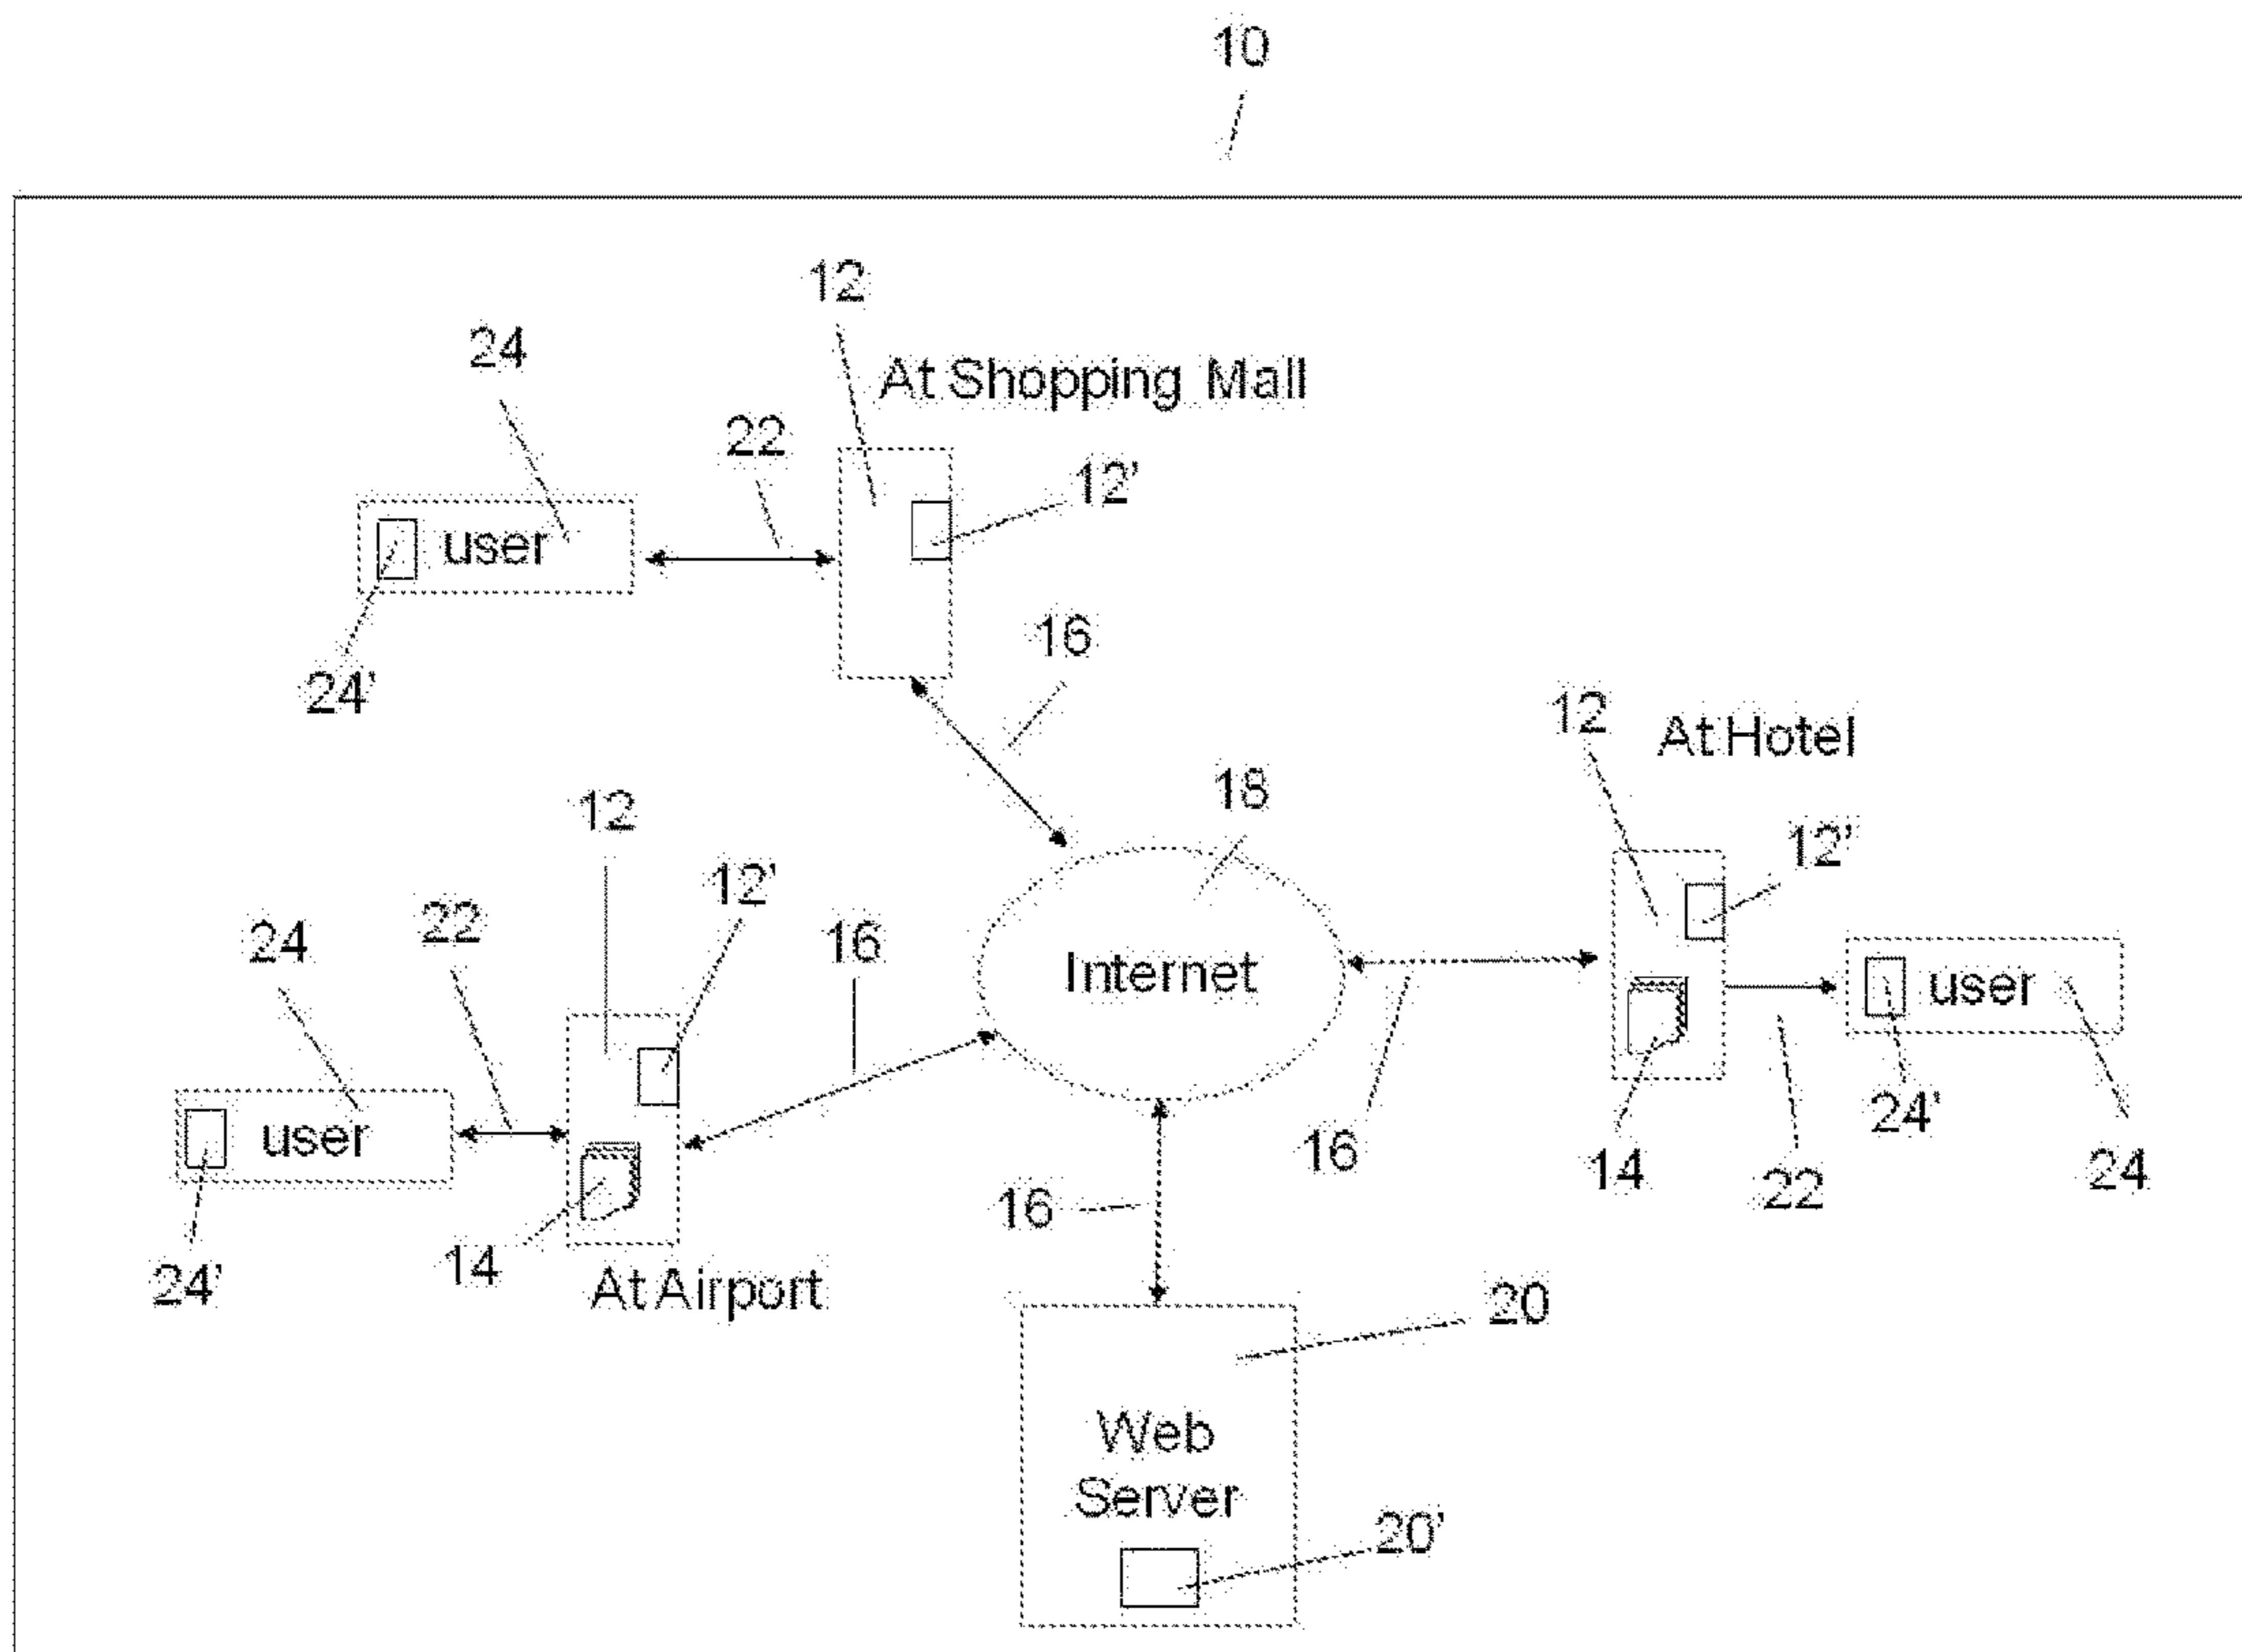 10
12
24
At Shopping Mall
22
12'
user
16
24'
12
At Hotel
18
12
12'
12'
24
22
16
Internet
user
user
24'
14
22
24
16
16
24'
14
At Airport
20
Web
Server
20'